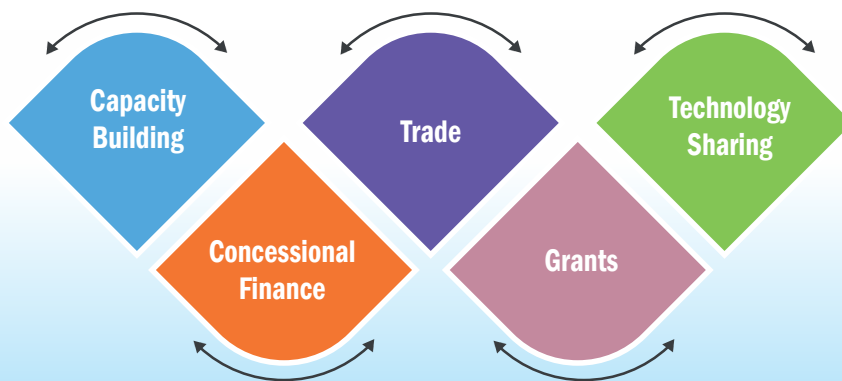 Capacity
Building
Concessional
Finance
Trade
Grants
Technology
Sharing